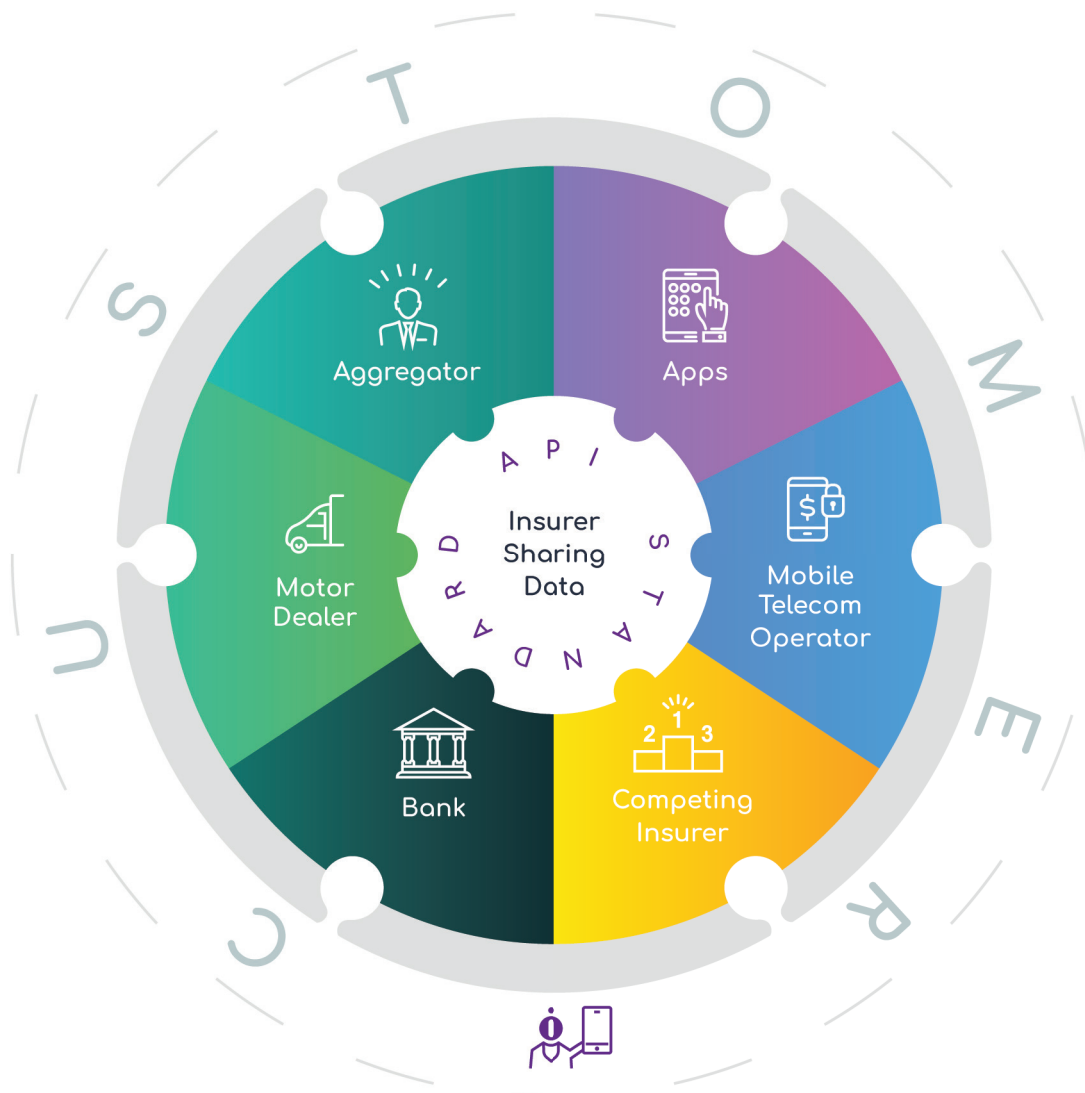 CUSTOMER
Aggregator
Apps
Motor
Dealer
Mobile
Telecom
Operator
Bank
2 1 3
Competing
Insurer
API
STANDARD
Insurer
Sharing
Data
$